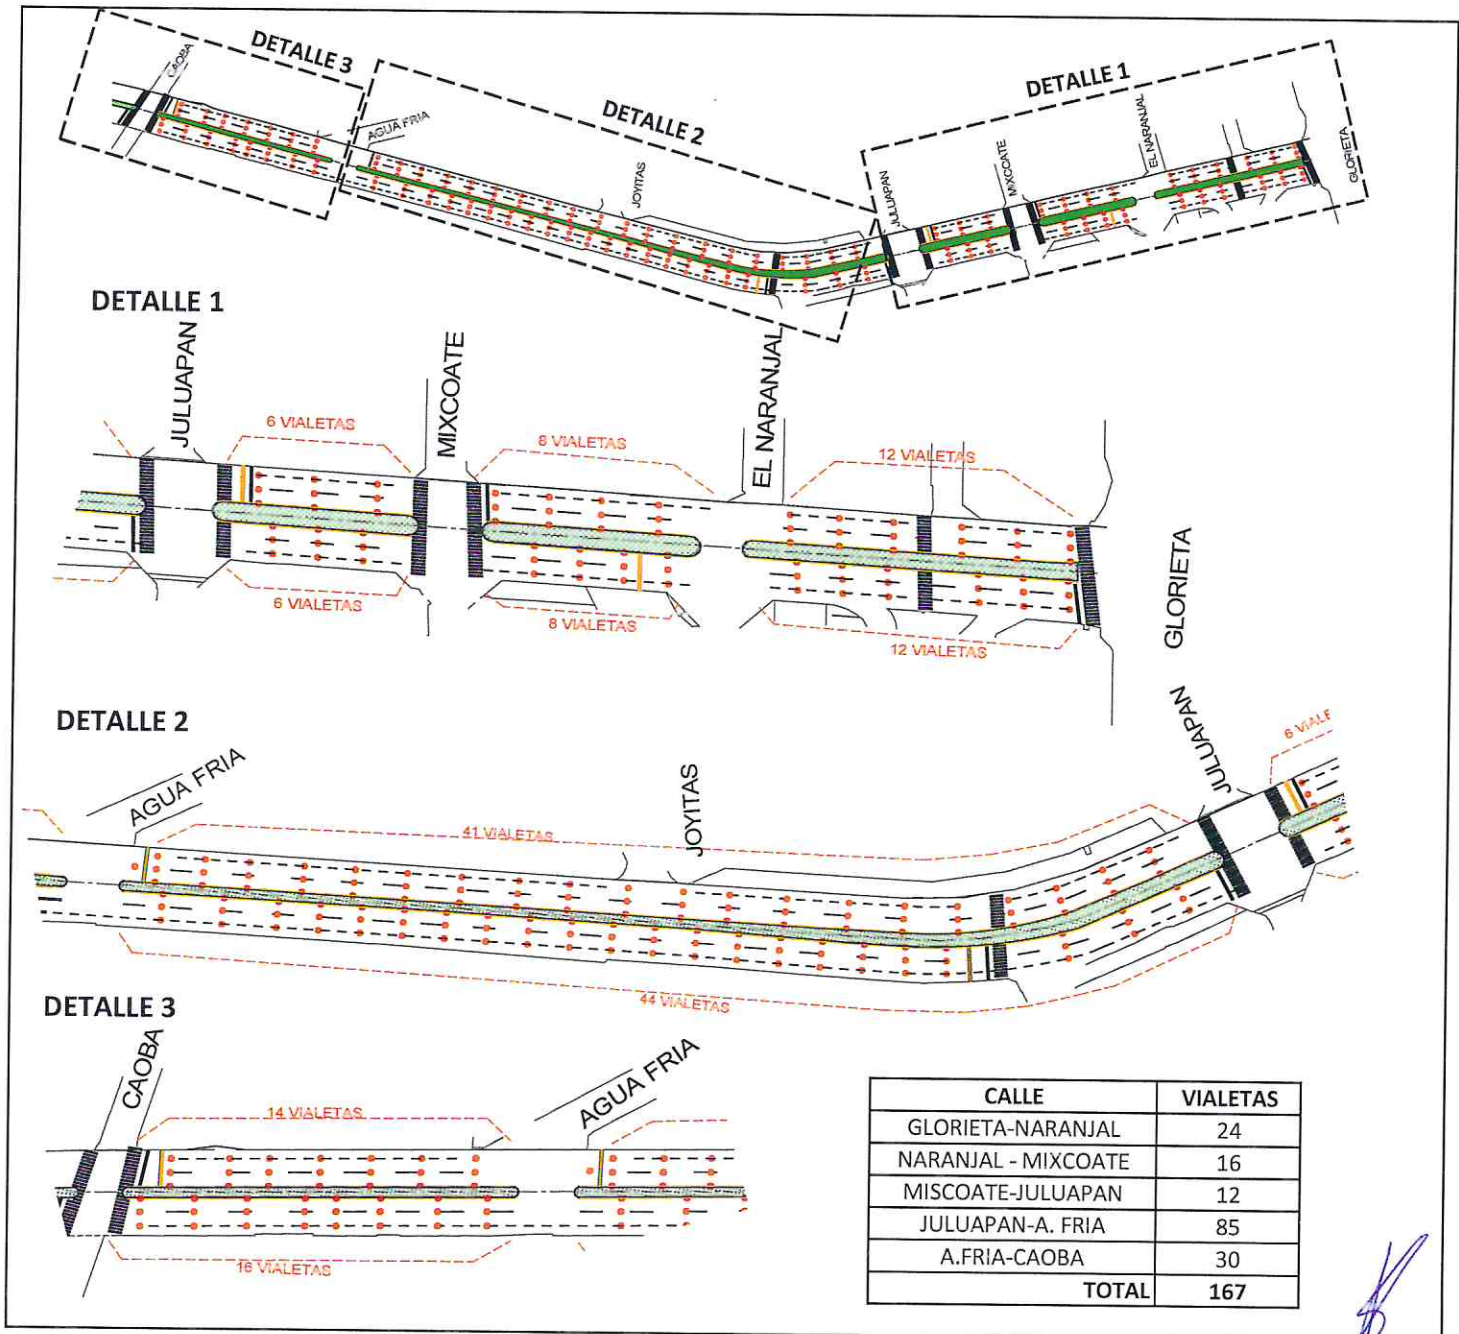 DETALLE 3
CAOBA
AGUA FRIA
DETALLE 2
JOYITAS
DETALLE 1
JULUAPAN
MIXCOATE
EL NARANJAL
GLORIETA
DETALLE 1
JULUAPAN
6 VIALETAS
MIXCOATE
8 VIALETAS
EL NARANJAL
12 VIALETAS
GLORIETA
6 VIALETAS
8 VIALETAS
12 VIALETAS
DETALLE 2
AGUA FRIA
41 VIALETAS
JOYITAS
JULUAPAN
6 VIALE
44 VIALETAS
DETALLE 3
CAOBA
14 VIALETAS
AGUA FRIA
16 VIALETAS
CALLE VIALETAS
GLORIETA-NARANJAL 24
NARANJAL - MIXCOATE 16
MISCOATE-JULUAPAN 12
JULUAPAN-A. FRIA 85
A.FRIA-CAOBA 30
TOTAL 167